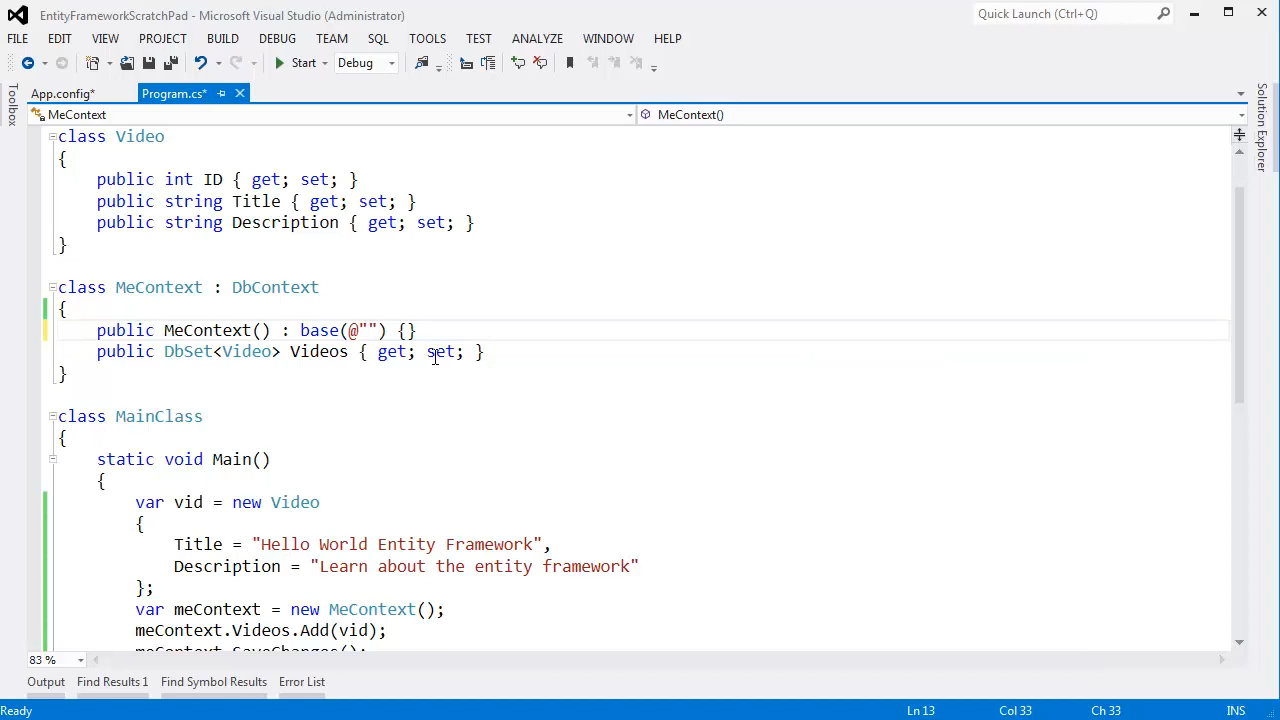 EntityFrameworkScratchPad - Microsoft Visual Studio (Administrator)
Quick Launch (Ctrl+Q)
FILE EDIT VIEW PROJECT BUILD DEBUG TEAM SQL TOOLS TEST ANALYZE WINDOW HELP
Start Debug
Toolbox
App.config* Program.cs*
Solution Explorer
MeContext MeContext()
class Video
{
public int ID { get; set; }
public string Title { get; set; }
public string Description { get; set; }
}
class MeContext : DbContext
{
public MeContext() : base(@"") {}
public DbSet<Video> Videos { get; set; }
}
class MainClass
{
static void Main()
{
var vid = new Video
{
Title = "Hello World Entity Framework",
Description = "Learn about the entity framework"
};
var meContext = new MeContext();
meContext.Videos.Add(vid);
meContext.SaveChanges();
83 %
Output Find Results 1 Find Symbol Results Error List
Ready Ln 13 Col 33 Ch 33 INS